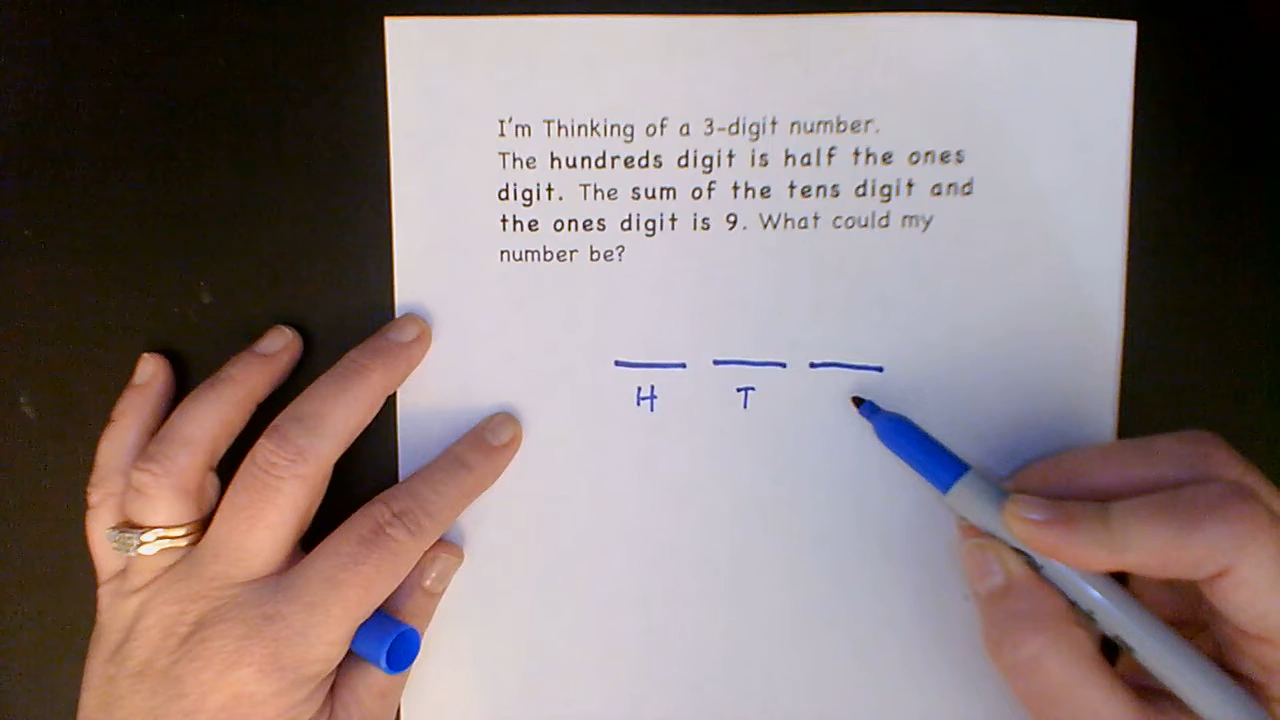 I'm Thinking of a 3-digit number.
The hundreds digit is half the ones
digit. The sum of the tens digit and
the ones digit is 9. What could my
number be?
H T